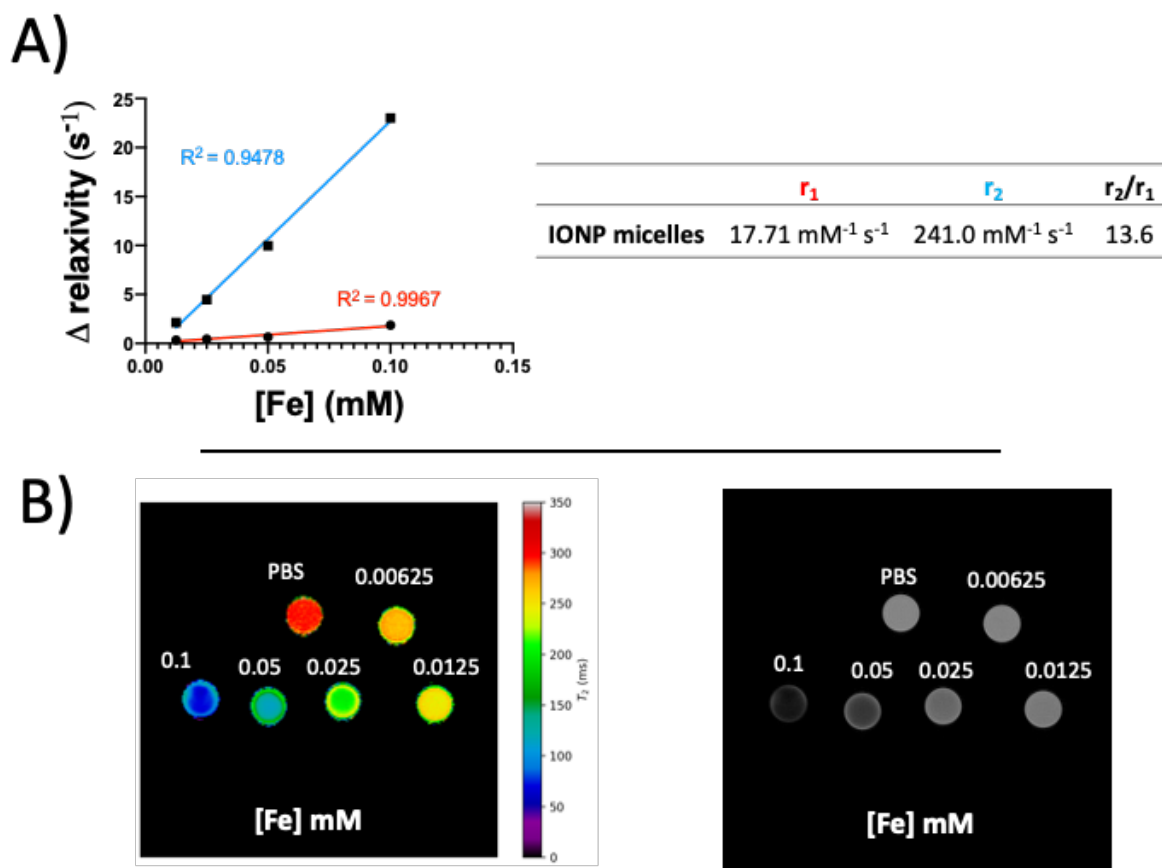 A)
Δ relaxivity (s⁻¹)
25
20
15
10
5
0
0.00 0.05 0.10 0.15
[Fe] (mM)
R² = 0.9478
R² = 0.9967
r₁ r₂ r₂/r₁
IONP micelles 17.71 mM⁻¹ s⁻¹ 241.0 mM⁻¹ s⁻¹ 13.6
B)
PBS 0.00625
0.1 0.05 0.025 0.0125
[Fe] mM
350
300
250
200
150
100
50
0
T₂ (ms)
PBS 0.00625
0.1 0.05 0.025 0.0125
[Fe] mM